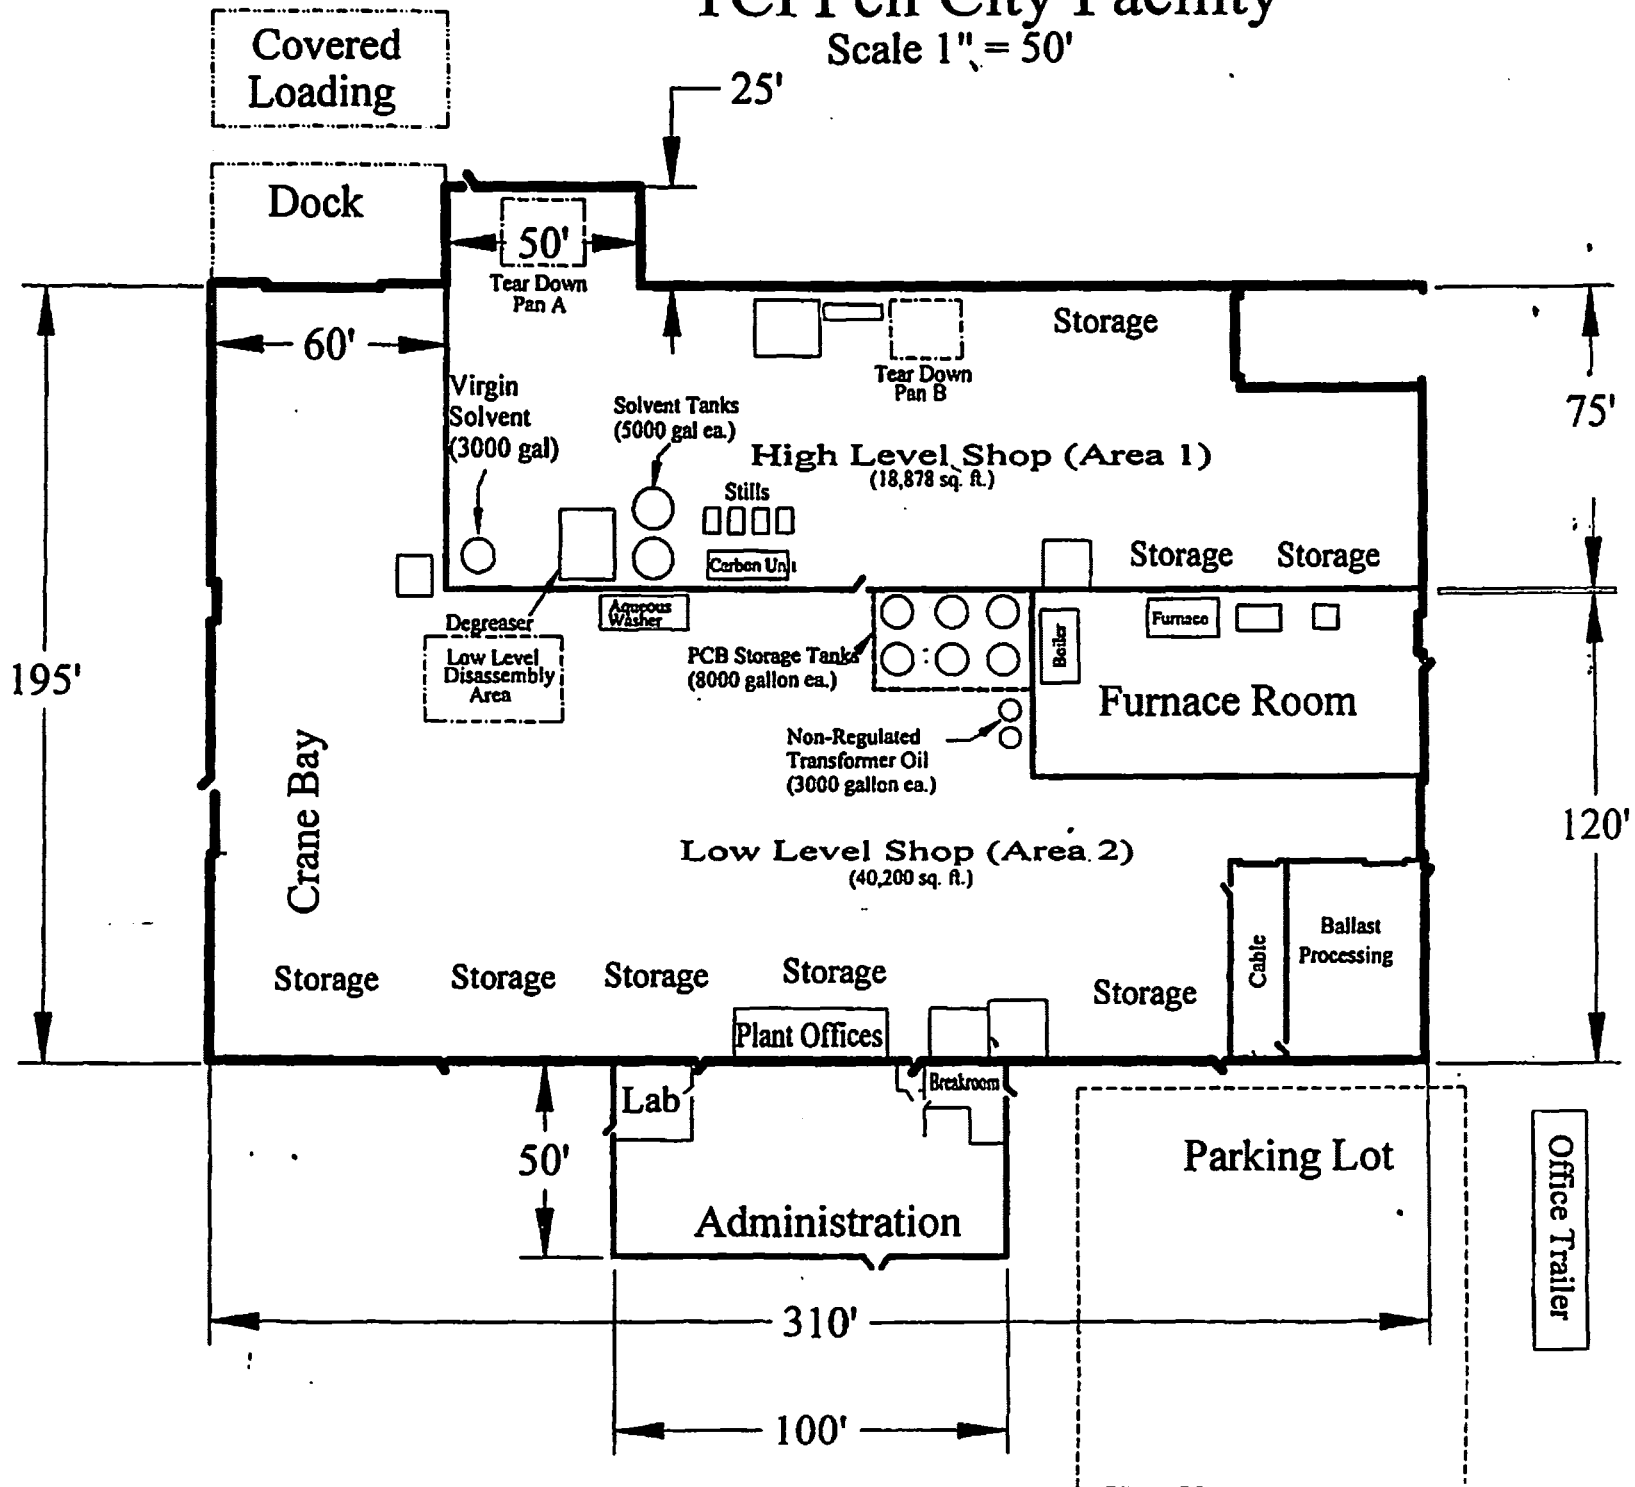 TCI Pell City Facility
Scale 1" = 50'
Covered
Loading
25'
Dock
50'
Tear Down
Pan A
60'
Storage
Tear Down
Pan B
75'
Virgin
Solvent
(3000 gal)
Solvent Tanks
(5000 gal ea.)
High Level Shop (Area 1)
(18,878 sq. ft.)
Stills
Carbon Unit
Storage
Storage
Degreaser
Aqueous
Washer
Low Level
Disassembly
Area
PCB Storage Tanks
(8000 gallon ea.)
Boiler
Furnace
Furnace Room
195'
Non-Regulated
Transformer Oil
(3000 gallon ea.)
120'
Crane Bay
Low Level Shop (Area 2)
(40,200 sq. ft.)
Cable
Ballast
Processing
Storage
Storage
Storage
Storage
Storage
Plant Offices
Lab
Breakroom
50'
Administration
Parking Lot
Office Trailer
310'
100'